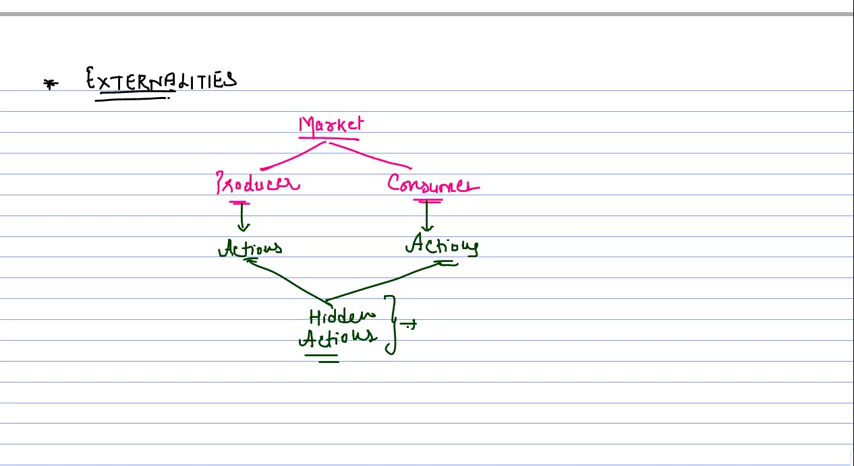 * EXTERNALITIES
Market
Producer Consumer
Actions Actions
Hidden
Actions